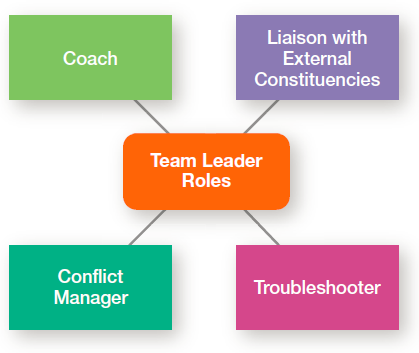 Coach
Liaison with
External
Constituencies
Team Leader
Roles
Conflict
Manager
Troubleshooter